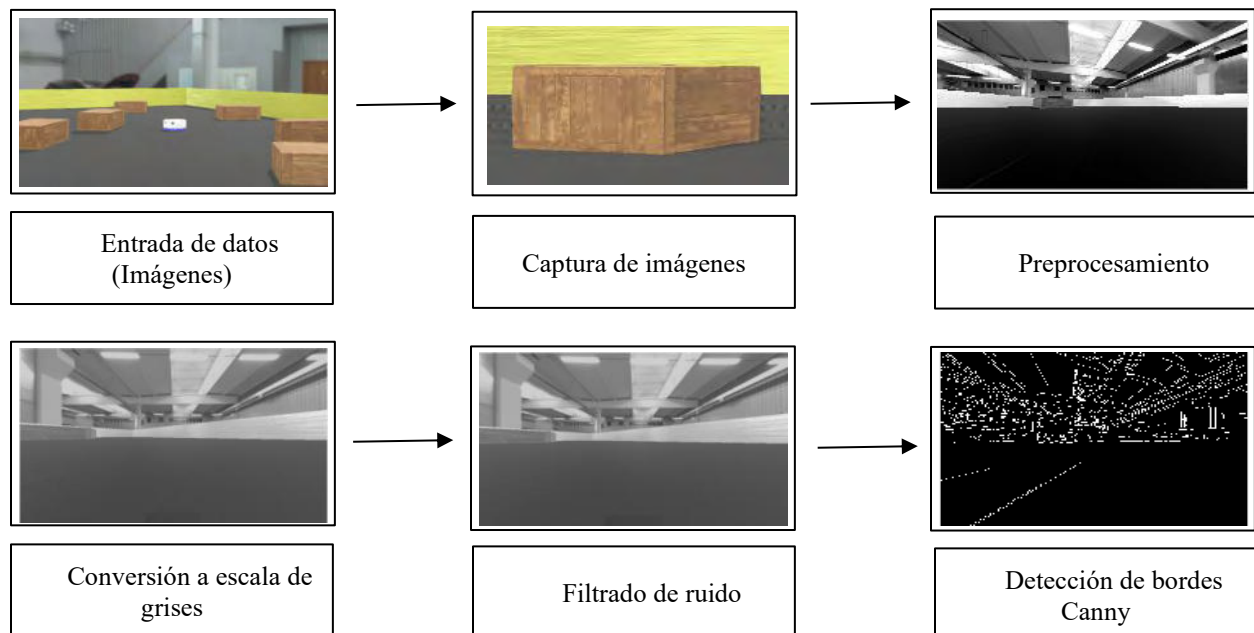 Entrada de datos
(Imágenes)
Captura de imágenes
Preprocesamiento
Conversión a escala de
grises
Filtrado de ruido
Detección de bordes
Canny